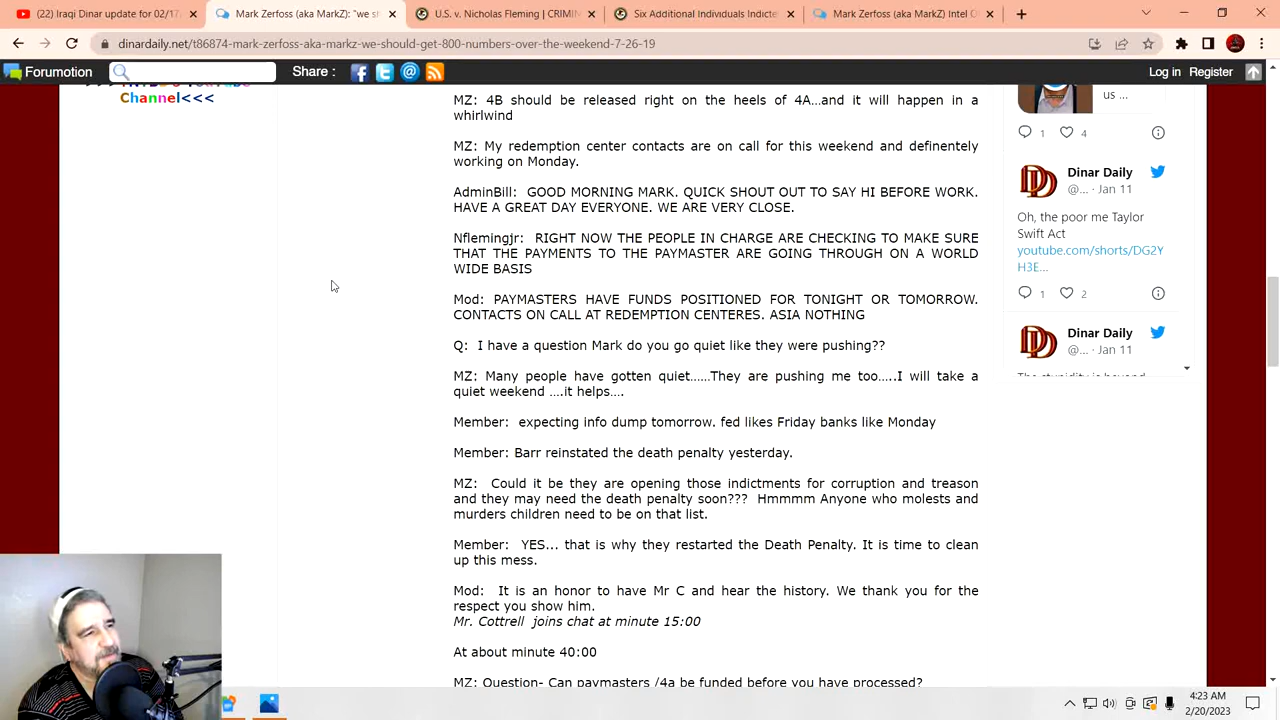 (22) Iraqi Dinar update for 02/17/
Mark Zerfoss (aka MarkZ): "we sh
U.S. v. Nicholas Fleming | CRIMIN
Six Additional Individuals Indicte
Mark Zerfoss (aka MarkZ) Intel O
dinardaily.net/t86874-mark-zerfoss-aka-markz-we-should-get-800-numbers-over-the-weekend-7-26-19
Forumotion
Share :
Log in Register
Channel<<<
MZ: 4B should be released right on the heels of 4A…and it will happen in a
whirlwind
MZ: My redemption center contacts are on call for this weekend and definentely
working on Monday.
AdminBill: GOOD MORNING MARK. QUICK SHOUT OUT TO SAY HI BEFORE WORK.
HAVE A GREAT DAY EVERYONE. WE ARE VERY CLOSE.
Nflemingjr: RIGHT NOW THE PEOPLE IN CHARGE ARE CHECKING TO MAKE SURE
THAT THE PAYMENTS TO THE PAYMASTER ARE GOING THROUGH ON A WORLD
WIDE BASIS
Mod: PAYMASTERS HAVE FUNDS POSITIONED FOR TONIGHT OR TOMORROW.
CONTACTS ON CALL AT REDEMPTION CENTERES. ASIA NOTHING
Q: I have a question Mark do you go quiet like they were pushing??
MZ: Many people have gotten quiet……They are pushing me too…..I will take a
quiet weekend ….it helps….
Member: expecting info dump tomorrow. fed likes Friday banks like Monday
Member: Barr reinstated the death penalty yesterday.
MZ: Could it be they are opening those indictments for corruption and treason
and they may need the death penalty soon??? Hmmmm Anyone who molests and
murders children need to be on that list.
Member: YES... that is why they restarted the Death Penalty. It is time to clean
up this mess.
Mod: It is an honor to have Mr C and hear the history. We thank you for the
respect you show him.
Mr. Cottrell joins chat at minute 15:00
At about minute 40:00
MZ: Question- Can paymasters /4a be funded before you have processed?
us ...
1 4
Dinar Daily
@... · Jan 11
Oh, the poor me Taylor
Swift Act
youtube.com/shorts/DG2Y
H3E...
1 2
Dinar Daily
@... · Jan 11
The stupidity is beyond
4:23 AM
2/20/2023